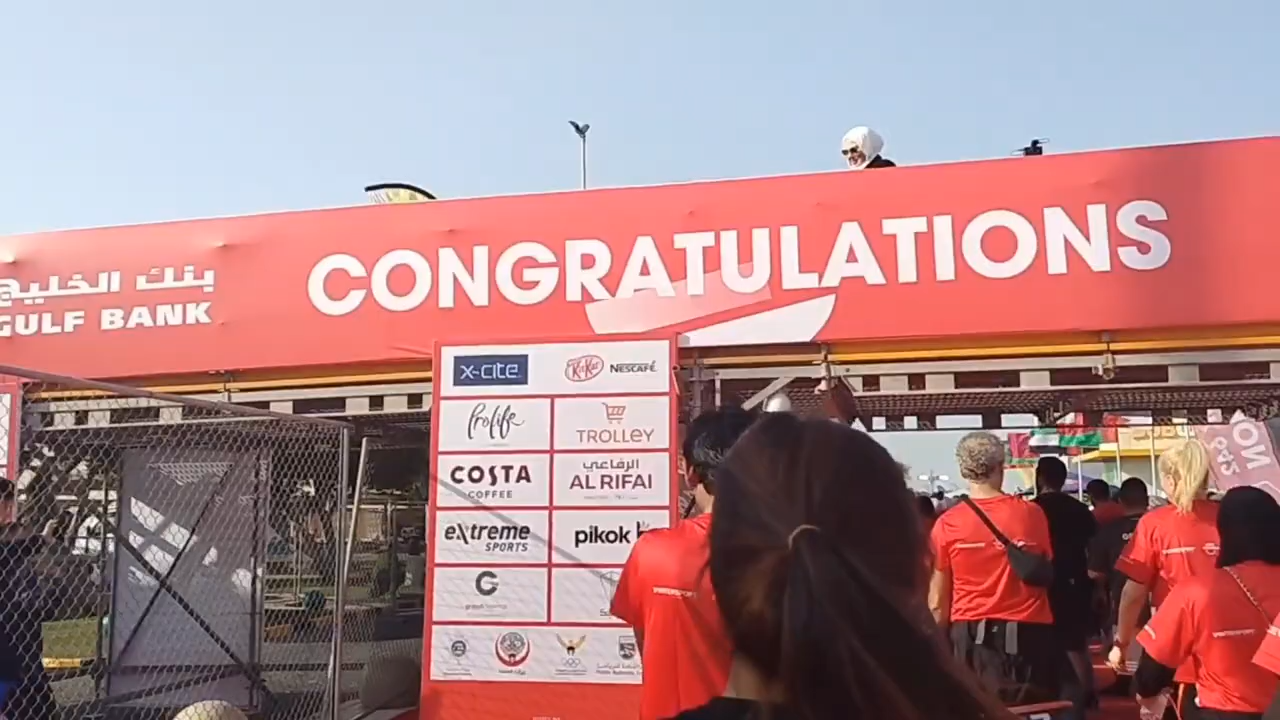 بنك الخليج
GULF BANK
CONGRATULATIONS
x-cite
KitKat
NESCAFÉ
Prolife
TROLLEY
COSTA
COFFEE
الرفاعي
AL RIFAI
extreme
SPORTS
pikok
G